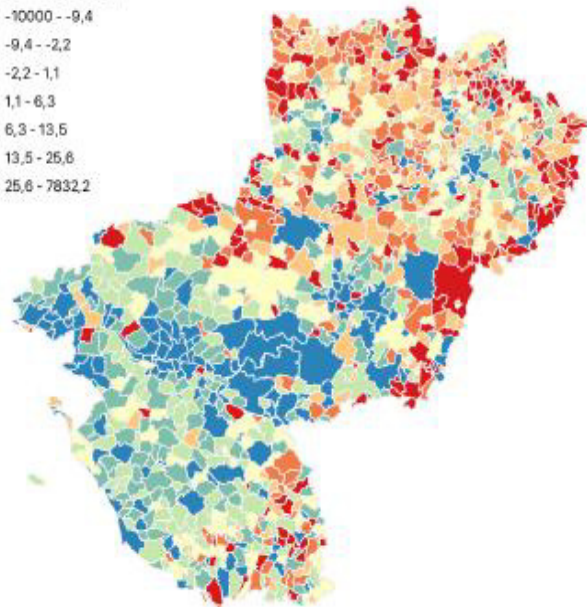 -10000 - -9,4
-9,4 - -2,2
-2,2 - 1,1
1,1 - 6,3
6,3 - 13,5
13,5 - 25,6
25,6 - 7832,2